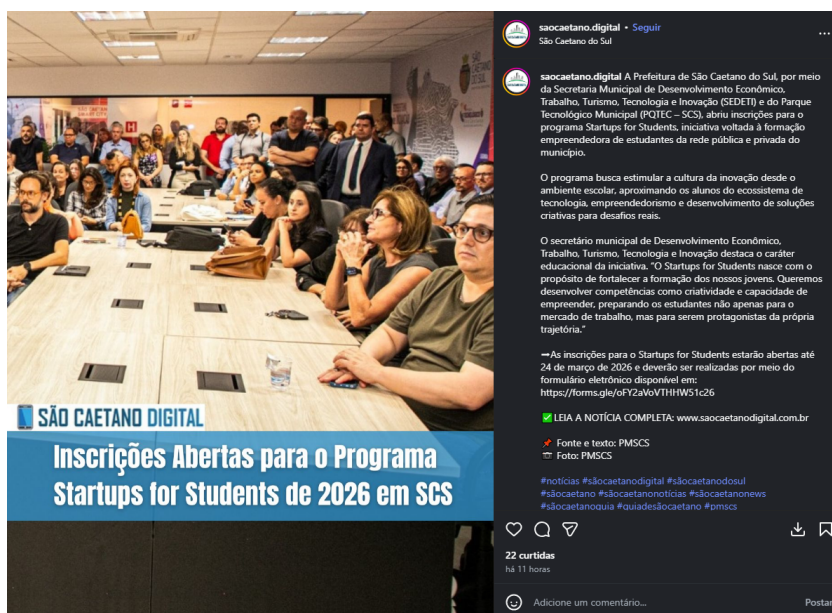 SÃO CAETANO DIGITAL
Inscrições Abertas para o Programa
Startups for Students de 2026 em SCS
saocaetano.digital • Seguir
São Caetano do Sul
saocaetano.digital A Prefeitura de São Caetano do Sul, por meio
da Secretaria Municipal de Desenvolvimento Econômico,
Trabalho, Turismo, Tecnologia e Inovação (SEDETI) e do Parque
Tecnológico Municipal (PQTEC – SCS), abriu inscrições para o
programa Startups for Students, iniciativa voltada à formação
empreendedora de estudantes da rede pública e privada do
município.
O programa busca estimular a cultura da inovação desde o
ambiente escolar, aproximando os alunos do ecossistema de
tecnologia, empreendedorismo e desenvolvimento de soluções
criativas para desafios reais.
O secretário municipal de Desenvolvimento Econômico,
Trabalho, Turismo, Tecnologia e Inovação destaca o caráter
educacional da iniciativa. “O Startups for Students nasce com o
propósito de fortalecer a formação dos nossos jovens. Queremos
desenvolver competências como criatividade e capacidade de
empreender, preparando os estudantes não apenas para o
mercado de trabalho, mas para serem protagonistas da própria
trajetória.”
➞As inscrições para o Startups for Students estarão abertas até
24 de março de 2026 e deverão ser realizadas por meio do
formulário eletrônico disponível em:
https://forms.gle/oFY2aVoVTHHW51c26
✅ LEIA A NOTÍCIA COMPLETA: www.saocaetanodigital.com.br
📌 Fonte e texto: PMSCS
📷 Foto: PMSCS
#notícias #sãocaetanodigital #sãocaetanodosul
#sãocaetano #sãocaetanonotícias #sãocaetanonews
#sãocaetanoguia #guiadesãocaetano #pmscs
22 curtidas
há 11 horas
Adicione um comentário... Postar